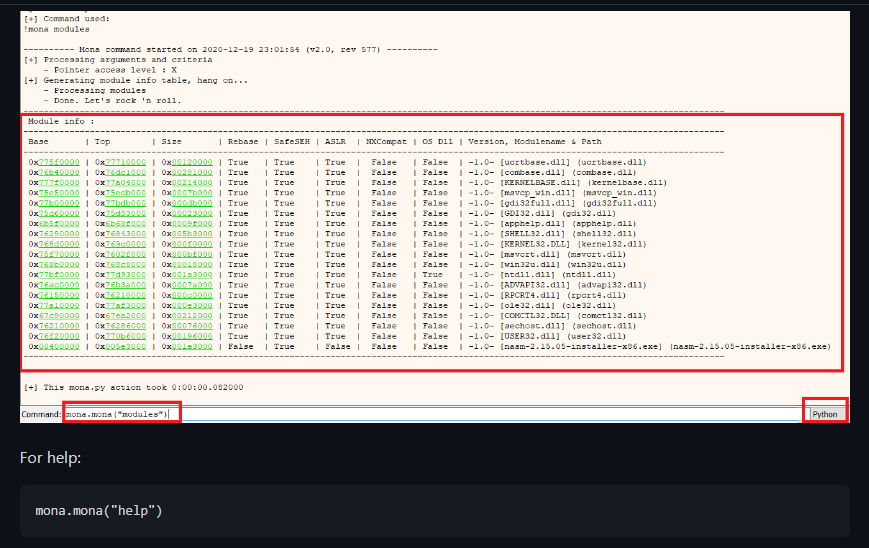 [+] Command used:
!mona modules
---------- Mona command started on 2020-12-19 23:01:54 (v2.0, rev 577) ----------
[+] Processing arguments and criteria
- Pointer access level : X
[+] Generating module info table, hang on...
- Processing modules
- Done. Let's rock 'n roll.
Module info :
Base | Top | Size | Rebase | SafeSEH | ASLR | NXCompat | OS Dll | Version, Modulename & Path
0x775f0000 | 0x77710000 | 0x00120000 | True | True | True | False | False | -1.0- [ucrtbase.dll] (ucrtbase.dll)
0x76b40000 | 0x76dc1000 | 0x00281000 | True | True | True | False | False | -1.0- [combase.dll] (combase.dll)
0x777f0000 | 0x77a04000 | 0x00214000 | True | True | True | False | False | -1.0- [KERNELBASE.dll] (kernelbase.dll)
0x75e50000 | 0x75ecb000 | 0x0007b000 | True | True | True | False | False | -1.0- [msvcp_win.dll] (msvcp_win.dll)
0x77b00000 | 0x77bdb000 | 0x000db000 | True | True | True | False | False | -1.0- [gdi32full.dll] (gdi32full.dll)
0x75d60000 | 0x75d83000 | 0x00023000 | True | True | True | False | False | -1.0- [GDI32.dll] (gdi32.dll)
0x6b5f0000 | 0x6b68f000 | 0x0009f000 | True | True | True | False | False | -1.0- [apphelp.dll] (apphelp.dll)
0x76290000 | 0x76843000 | 0x005b3000 | True | True | True | False | False | -1.0- [SHELL32.dll] (shell32.dll)
0x768d0000 | 0x769c0000 | 0x000f0000 | True | True | True | False | False | -1.0- [KERNEL32.DLL] (kernel32.dll)
0x75f70000 | 0x7602f000 | 0x000bf000 | True | True | True | False | False | -1.0- [msvcrt.dll] (msvcrt.dll)
0x768b0000 | 0x768c8000 | 0x00018000 | True | True | True | False | False | -1.0- [win32u.dll] (win32u.dll)
0x77bf0000 | 0x77d93000 | 0x001a3000 | True | True | True | False | True | -1.0- [ntdll.dll] (ntdll.dll)
0x76ac0000 | 0x76b3a000 | 0x0007a000 | True | True | True | False | False | -1.0- [ADVAPI32.dll] (advapi32.dll)
0x76150000 | 0x76210000 | 0x000c0000 | True | True | True | False | False | -1.0- [RPCRT4.dll] (rpcrt4.dll)
0x77a10000 | 0x77af3000 | 0x000e3000 | True | True | True | False | False | -1.0- [ole32.dll] (ole32.dll)
0x67c90000 | 0x67ea2000 | 0x00212000 | True | True | True | False | False | -1.0- [COMCTL32.DLL] (comctl32.dll)
0x76210000 | 0x76286000 | 0x00076000 | True | True | True | False | False | -1.0- [sechost.dll] (sechost.dll)
0x76f20000 | 0x770b6000 | 0x00196000 | True | True | True | False | False | -1.0- [USER32.dll] (user32.dll)
0x00400000 | 0x005e3000 | 0x001e3000 | False | True | False | False | False | -1.0- [nasm-2.15.05-installer-x86.exe] (nasm-2.15.05-installer-x86.exe)
[+] This mona.py action took 0:00:00.082000
Command: mona.mona("modules") Python
For help:
mona.mona("help")